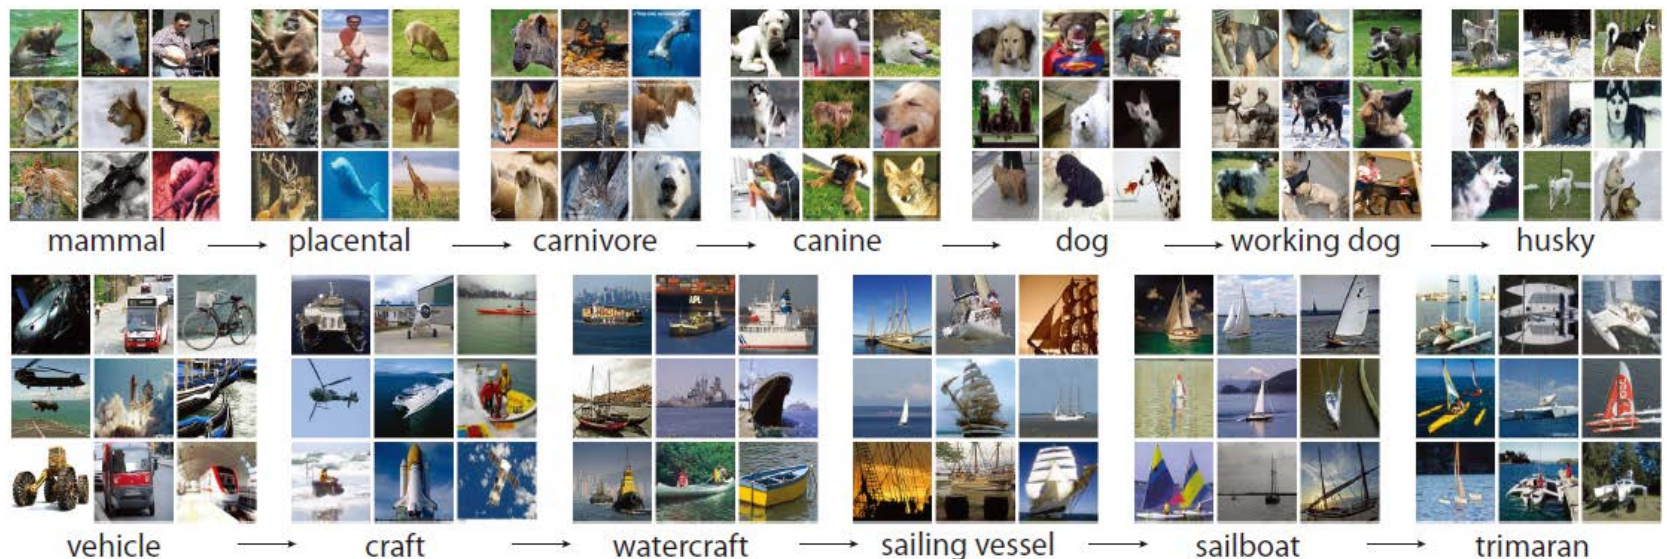 mammal → placental → carnivore → canine → dog → working dog → husky
vehicle → craft → watercraft → sailing vessel → sailboat → trimaran